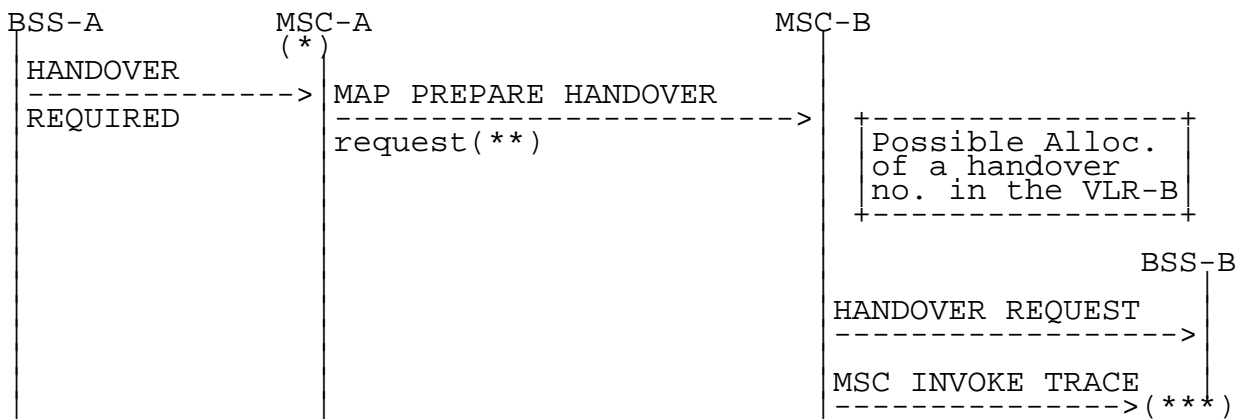 BSS-A MSC-A MSC-B
(*)
HANDOVER
--------------> MAP PREPARE HANDOVER
REQUIRED ------------------------> +----------------+
request(**) |Possible Alloc. |
|of a handover |
|no. in the VLR-B|
+----------------+
BSS-B
HANDOVER REQUEST
------------------>
MSC INVOKE TRACE
--------------->(***)